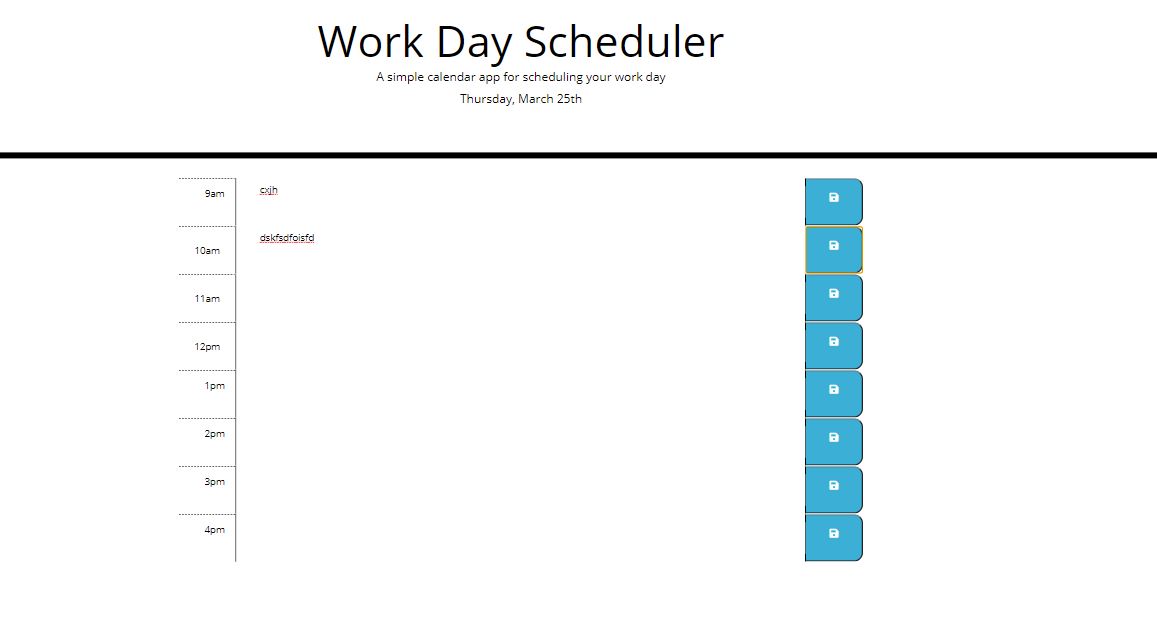 Work Day Scheduler
A simple calendar app for scheduling your work day
Thursday, March 25th
9am cxjh
10am dskfsdfoisfd
11am
12pm
1pm
2pm
3pm
4pm